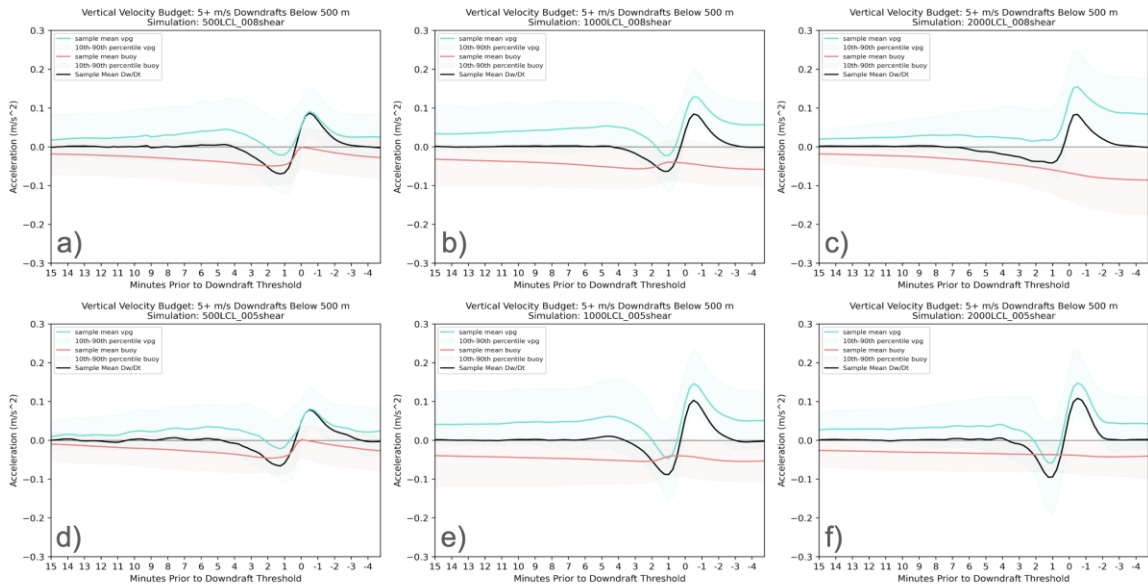 Vertical Velocity Budget: 5+ m/s Downdrafts Below 500 m
Simulation: 500LCL_008shear
sample mean vpg
10th-90th percentile vpg
sample mean buoy
10th-90th percentile buoy
Sample Mean Dw/Dt
Acceleration (m/s^2)
0.3
0.2
0.1
0.0
−0.1
−0.2
−0.3
a)
15 14 13 12 11 10 9 8 7 6 5 4 3 2 1 0 -1 -2 -3 -4
Minutes Prior to Downdraft Threshold
Vertical Velocity Budget: 5+ m/s Downdrafts Below 500 m
Simulation: 1000LCL_008shear
sample mean vpg
10th-90th percentile vpg
sample mean buoy
10th-90th percentile buoy
Sample Mean Dw/Dt
Acceleration (m/s^2)
0.3
0.2
0.1
0.0
−0.1
−0.2
−0.3
b)
15 14 13 12 11 10 9 8 7 6 5 4 3 2 1 0 -1 -2 -3 -4
Minutes Prior to Downdraft Threshold
Vertical Velocity Budget: 5+ m/s Downdrafts Below 500 m
Simulation: 2000LCL_008shear
sample mean vpg
10th-90th percentile vpg
sample mean buoy
10th-90th percentile buoy
Sample Mean Dw/Dt
Acceleration (m/s^2)
0.3
0.2
0.1
0.0
−0.1
−0.2
−0.3
c)
15 14 13 12 11 10 9 8 7 6 5 4 3 2 1 0 -1 -2 -3 -4
Minutes Prior to Downdraft Threshold
Vertical Velocity Budget: 5+ m/s Downdrafts Below 500 m
Simulation: 500LCL_005shear
sample mean vpg
10th-90th percentile vpg
sample mean buoy
10th-90th percentile buoy
Sample Mean Dw/Dt
Acceleration (m/s^2)
0.3
0.2
0.1
0.0
−0.1
−0.2
−0.3
d)
15 14 13 12 11 10 9 8 7 6 5 4 3 2 1 0 -1 -2 -3 -4
Minutes Prior to Downdraft Threshold
Vertical Velocity Budget: 5+ m/s Downdrafts Below 500 m
Simulation: 1000LCL_005shear
sample mean vpg
10th-90th percentile vpg
sample mean buoy
10th-90th percentile buoy
Sample Mean Dw/Dt
Acceleration (m/s^2)
0.3
0.2
0.1
0.0
−0.1
−0.2
−0.3
e)
15 14 13 12 11 10 9 8 7 6 5 4 3 2 1 0 -1 -2 -3 -4
Minutes Prior to Downdraft Threshold
Vertical Velocity Budget: 5+ m/s Downdrafts Below 500 m
Simulation: 2000LCL_005shear
sample mean vpg
10th-90th percentile vpg
sample mean buoy
10th-90th percentile buoy
Sample Mean Dw/Dt
Acceleration (m/s^2)
0.3
0.2
0.1
0.0
−0.1
−0.2
−0.3
f)
15 14 13 12 11 10 9 8 7 6 5 4 3 2 1 0 -1 -2 -3 -4
Minutes Prior to Downdraft Threshold